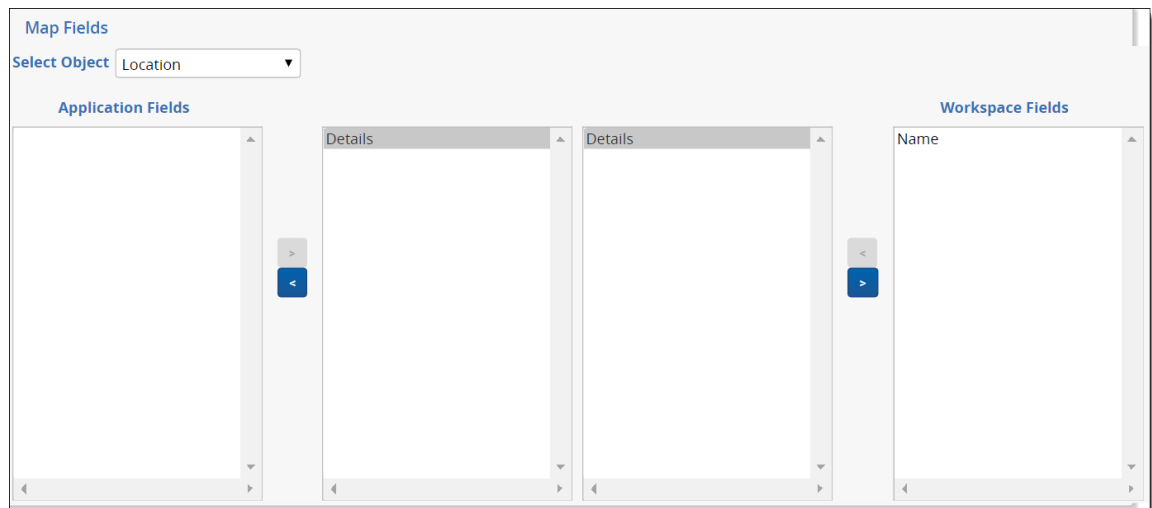 Map Fields
Select Object Location
Application Fields Workspace Fields
Details Details Name
> <
< >